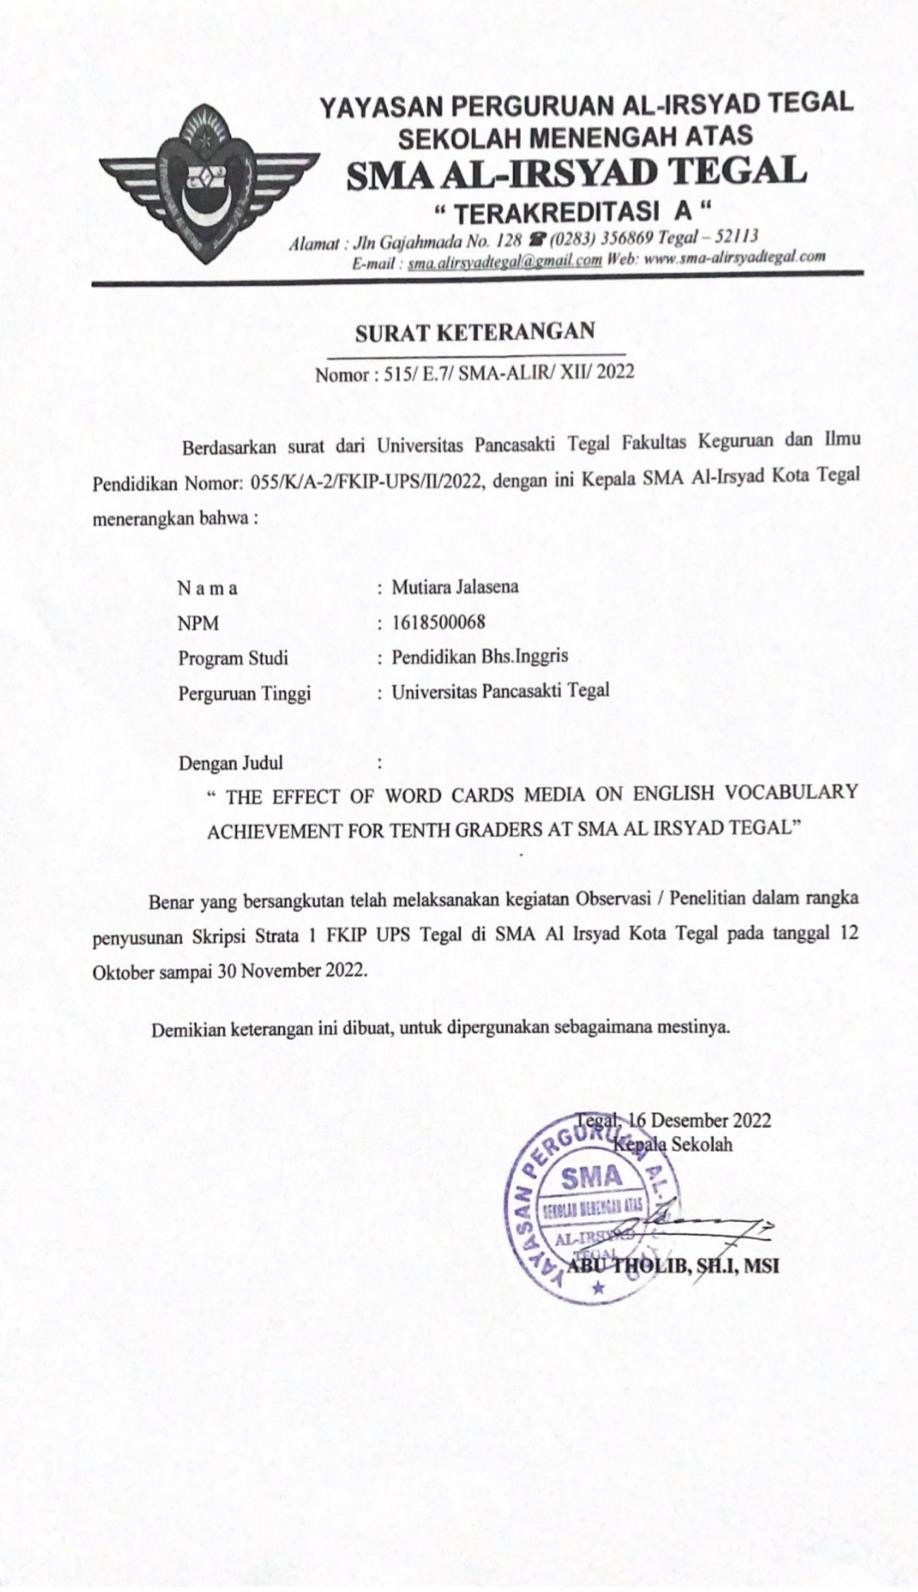 YAYASAN PERGURUAN AL-IRSYAD TEGAL
SEKOLAH MENENGAH ATAS
SMA AL-IRSYAD TEGAL
“ TERAKREDITASI A “
Alamat : Jln Gajahmada No. 128 ☎ (0283) 356869 Tegal – 52113
E-mail : sma.alirsyadtegal@gmail.com Web: www.sma-alirsyadtegal.com
SURAT KETERANGAN
Nomor : 515/ E.7/ SMA-ALIR/ XII/ 2022
Berdasarkan surat dari Universitas Pancasakti Tegal Fakultas Keguruan dan Ilmu
Pendidikan Nomor: 055/K/A-2/FKIP-UPS/II/2022, dengan ini Kepala SMA Al-Irsyad Kota Tegal
menerangkan bahwa :
N a m a : Mutiara Jalasena
NPM : 1618500068
Program Studi : Pendidikan Bhs.Inggris
Perguruan Tinggi : Universitas Pancasakti Tegal
Dengan Judul :
“ THE EFFECT OF WORD CARDS MEDIA ON ENGLISH VOCABULARY
ACHIEVEMENT FOR TENTH GRADERS AT SMA AL IRSYAD TEGAL”
Benar yang bersangkutan telah melaksanakan kegiatan Observasi / Penelitian dalam rangka
penyusunan Skripsi Strata 1 FKIP UPS Tegal di SMA Al Irsyad Kota Tegal pada tanggal 12
Oktober sampai 30 November 2022.
Demikian keterangan ini dibuat, untuk dipergunakan sebagaimana mestinya.
Tegal, 16 Desember 2022
Kepala Sekolah
YAYASAN PERGURUAN
SMA
SEKOLAH MENENGAH ATAS
AL-IRSYAD
TEGAL
ABU THOLIB, SH.I, MSI